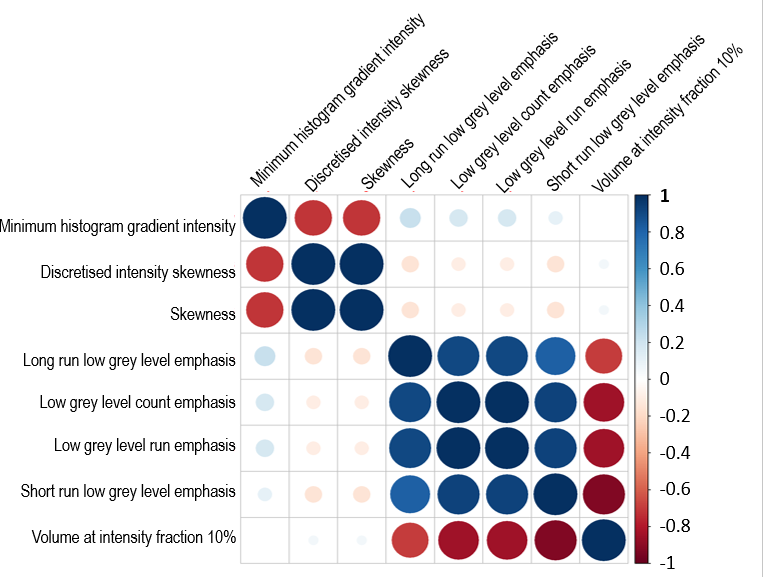 Minimum histogram gradient intensity
Discretised intensity skewness
Skewness
Long run low grey level emphasis
Low grey level count emphasis
Low grey level run emphasis
Short run low grey level emphasis
Volume at intensity fraction 10%
Minimum histogram gradient intensity
Discretised intensity skewness
Skewness
Long run low grey level emphasis
Low grey level count emphasis
Low grey level run emphasis
Short run low grey level emphasis
Volume at intensity fraction 10%
1
0.8
0.6
0.4
0.2
0
-0.2
-0.4
-0.6
-0.8
-1